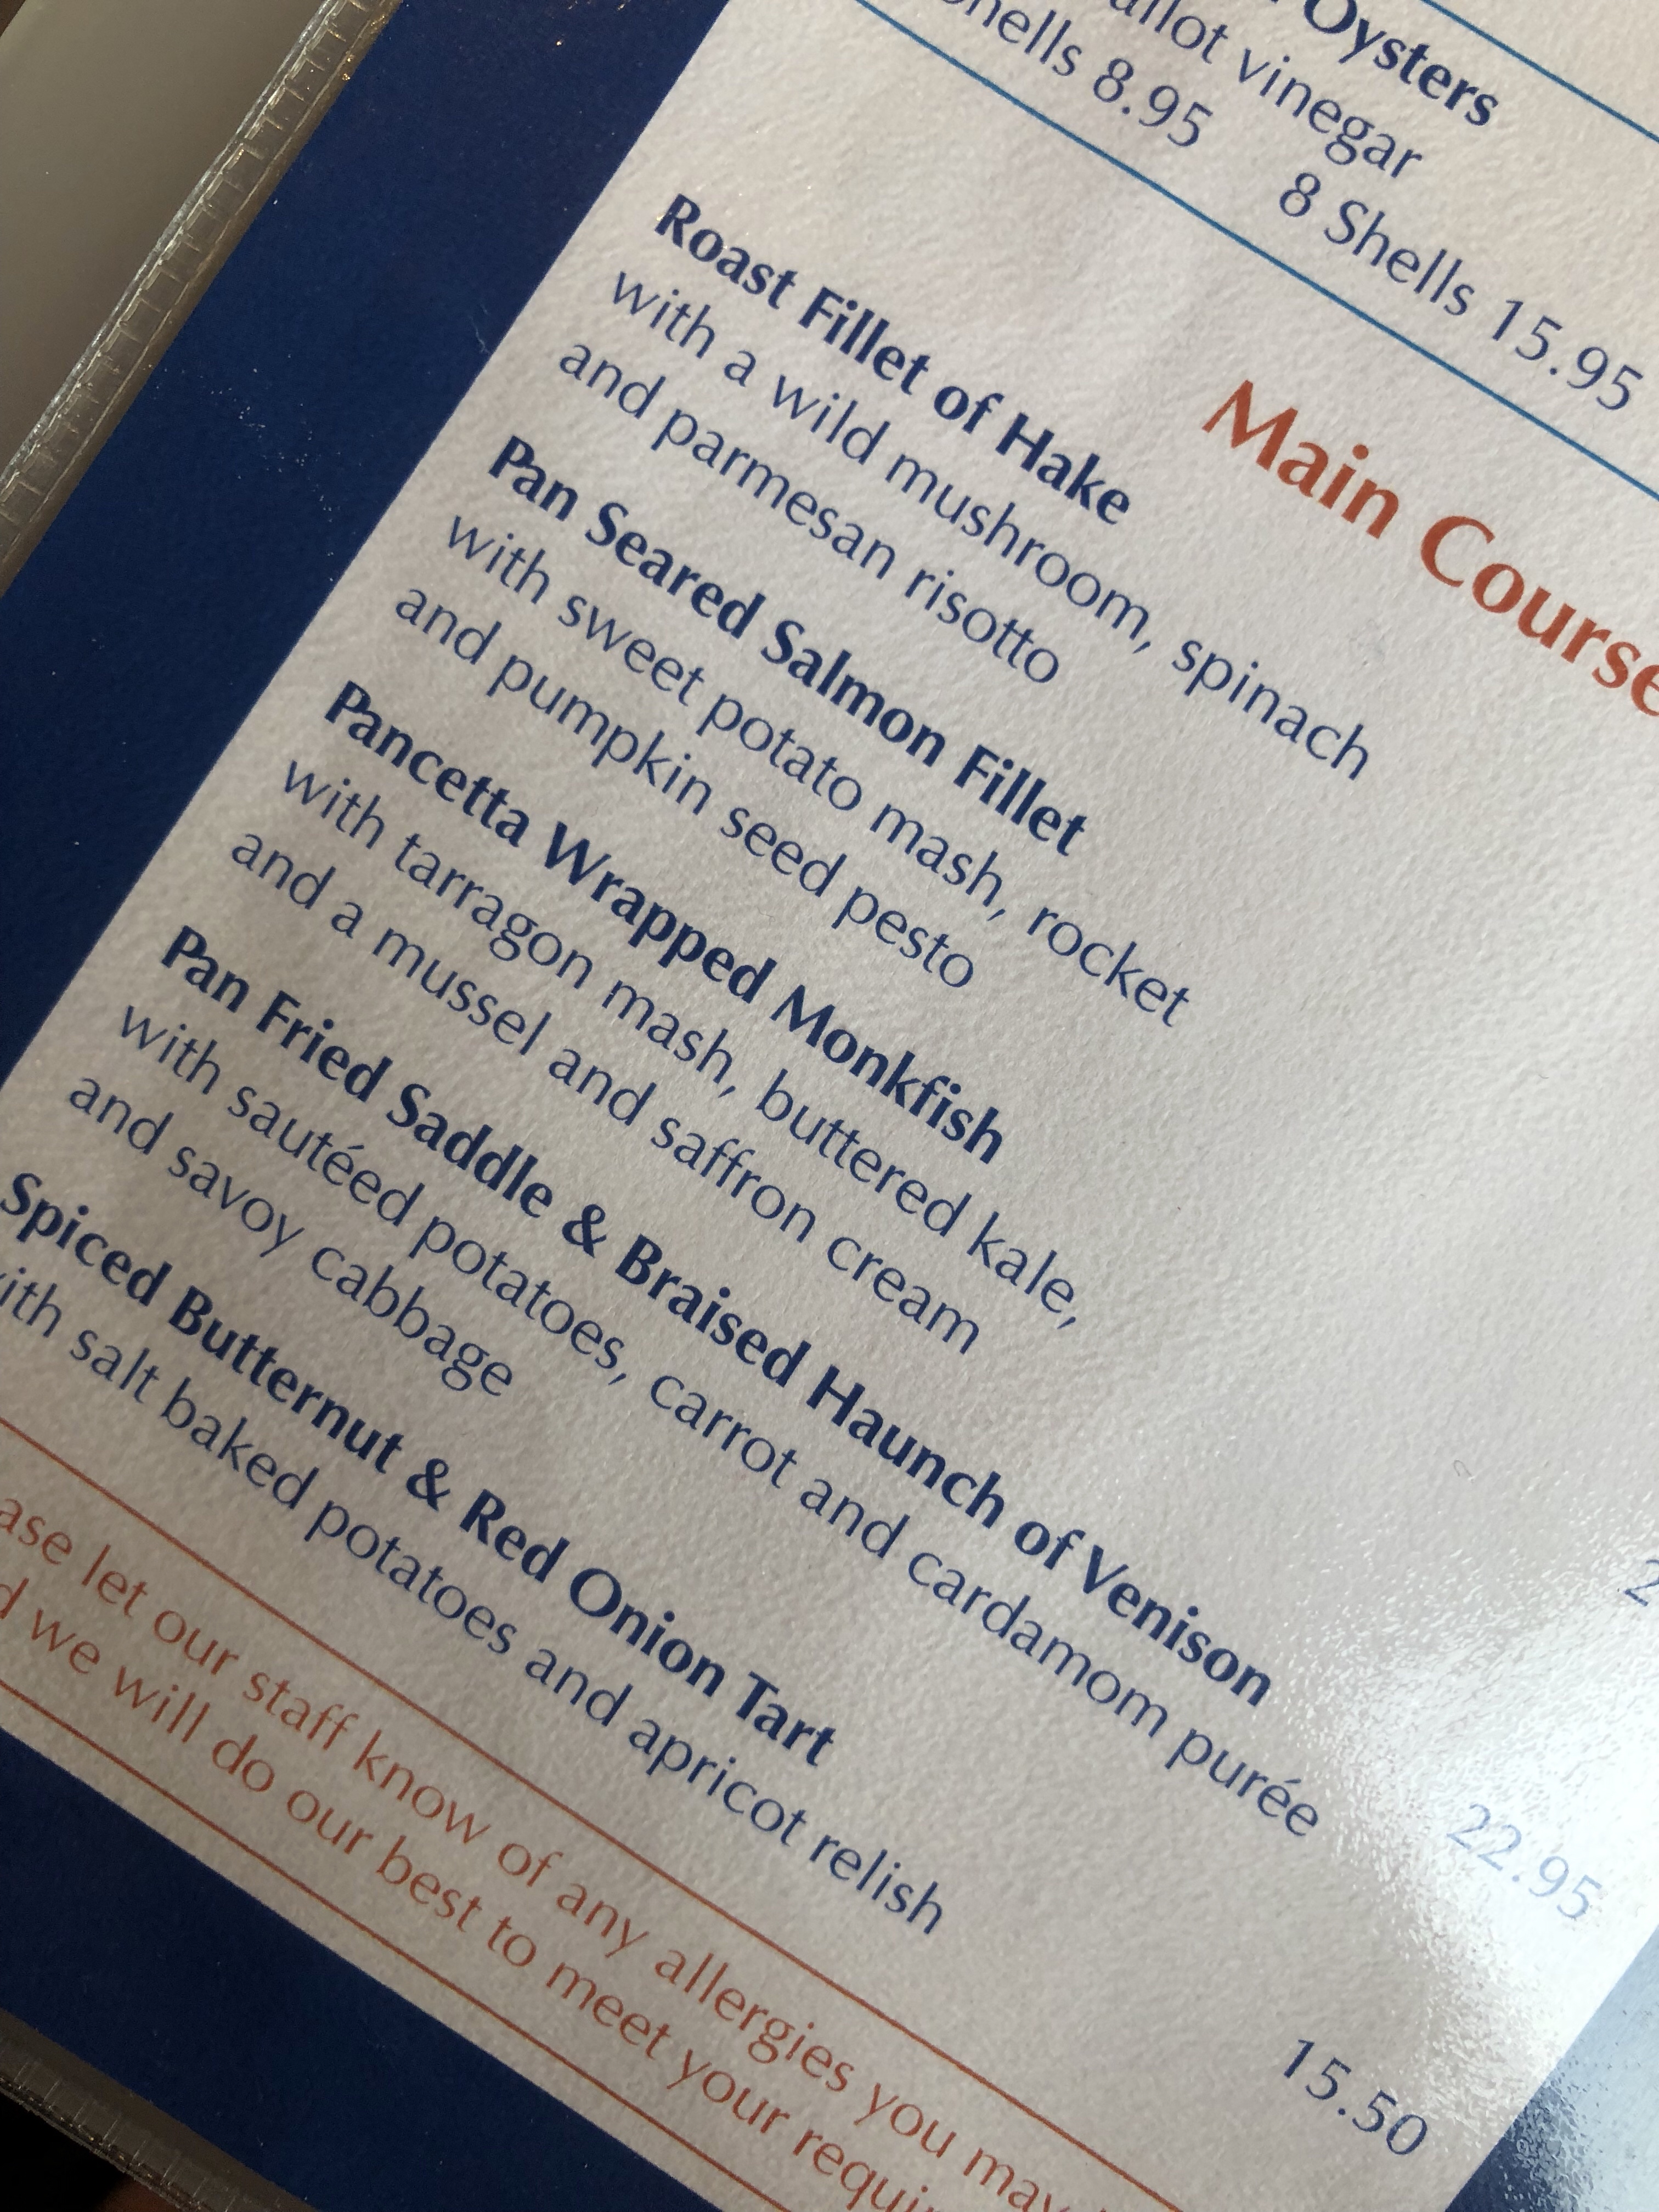 Oysters
vinegar
8.95 8 Shells 15.95
Main
Roast Fillet of Hake
with a wild mushroom, spinach
and parmesan risotto
Pan Seared Salmon Fillet
with sweet potato mash, rocket
and pumpkin seed pesto
Pancetta Wrapped Monkfish
with tarragon mash, buttered kale,
and a mussel and saffron cream
Pan Fried Saddle & Braised Haunch of Venison
with sautéed potatoes, carrot and cardamom purée
and savoy cabbage 22.95
Spiced Butternut & Red Onion Tart
salt baked potatoes and apricot relish 15.50
let our staff know of any allergies you may
we will do our best to meet your